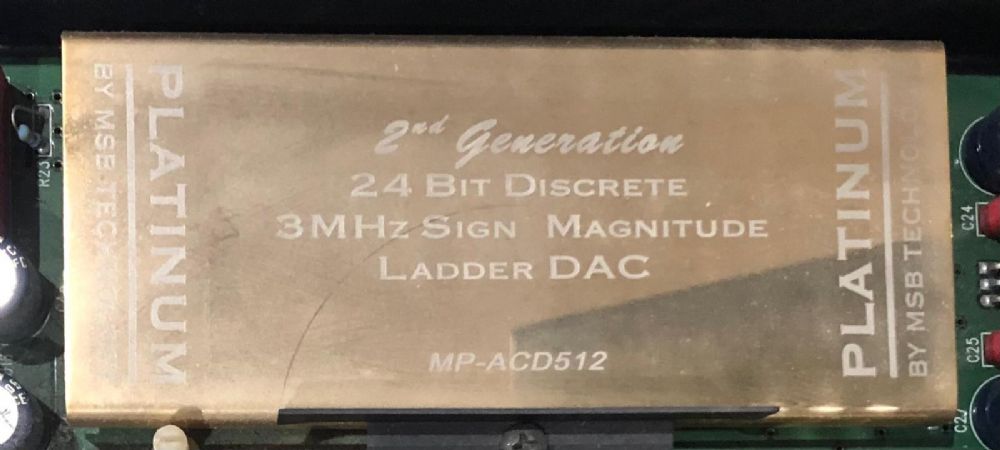 PLATINUM
BY MSB TECHNOLOGY
2nd Generation
24 BIT DISCRETE
3MHZ SIGN MAGNITUDE
LADDER DAC
MP-ACD512
PLATINUM
BY MSB TECHNOLOGY
R23
C24
C25